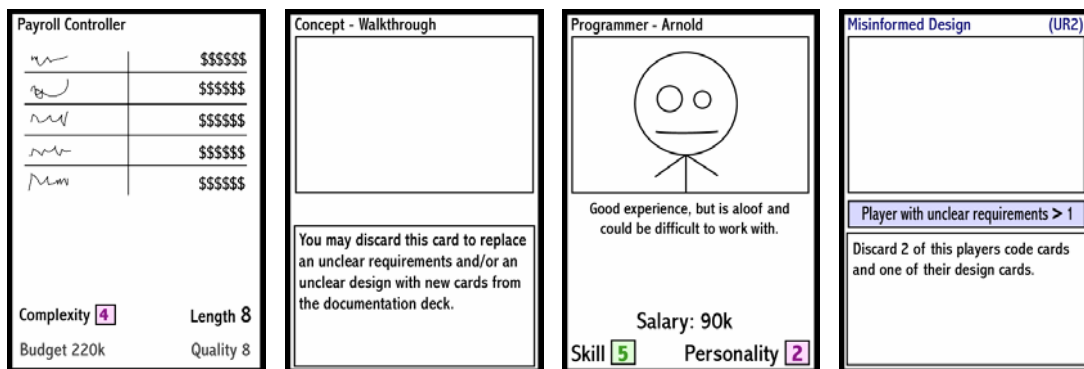 Payroll Controller
$$$$$$
$$$$$$
$$$$$$
$$$$$$
$$$$$$
Complexity 4
Length 8
Budget 220k
Quality 8
Concept - Walkthrough
You may discard this card to replace
an unclear requirements and/or an
unclear design with new cards from
the documentation deck.
Programmer - Arnold
Good experience, but is aloof and
could be difficult to work with.
Salary: 90k
Skill 5
Personality 2
Misinformed Design (UR2)
Player with unclear requirements > 1
Discard 2 of this players code cards
and one of their design cards.